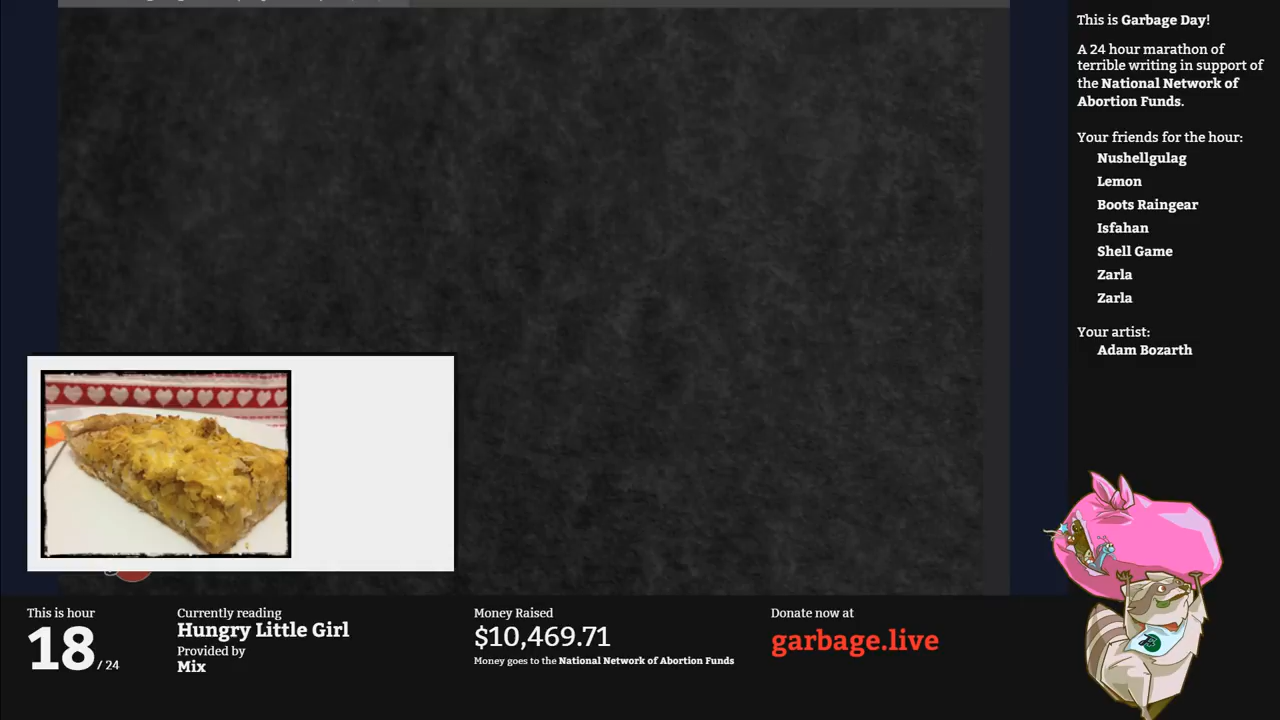 This is Garbage Day!
A 24 hour marathon of
terrible writing in support of
the National Network of
Abortion Funds.
Your friends for the hour:
Nushellgulag
Lemon
Boots Raingear
Isfahan
Shell Game
Zarla
Zarla
Your artist:
Adam Bozarth
This is hour
18 / 24
Currently reading
Hungry Little Girl
Provided by
Mix
Money Raised
$10,469.71
Money goes to the National Network of Abortion Funds
Donate now at
garbage.live